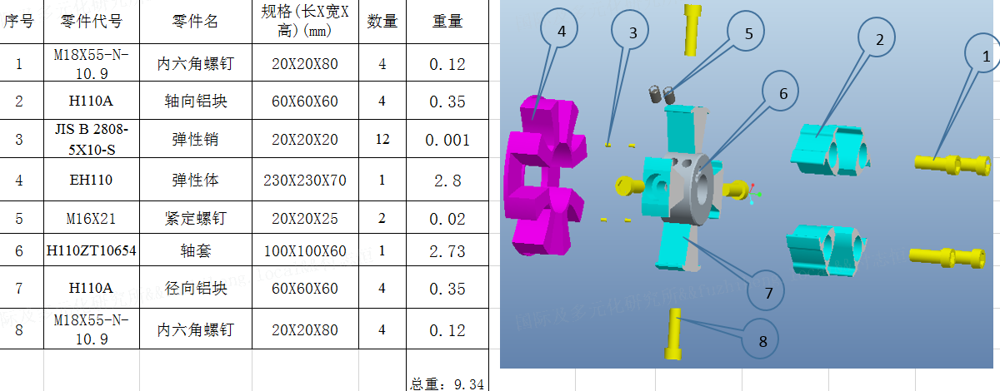 序号 零件代号 零件名 规格(长X宽X高)(mm) 数量 重量
1 M18X55-N-10.9 内六角螺钉 20X20X80 4 0.12
2 H110A 轴向铝块 60X60X60 4 0.35
3 JIS B 2808-5X10-S 弹性销 20X20X20 12 0.001
4 EH110 弹性体 230X230X70 1 2.8
5 M16X21 紧定螺钉 20X20X25 2 0.02
6 H110ZT10654 轴套 100X100X60 1 2.73
7 H110A 径向铝块 60X60X60 4 0.35
8 M18X55-N-10.9 内六角螺钉 20X20X80 4 0.12
总重: 9.34
4
3
5
2
1
6
7
8